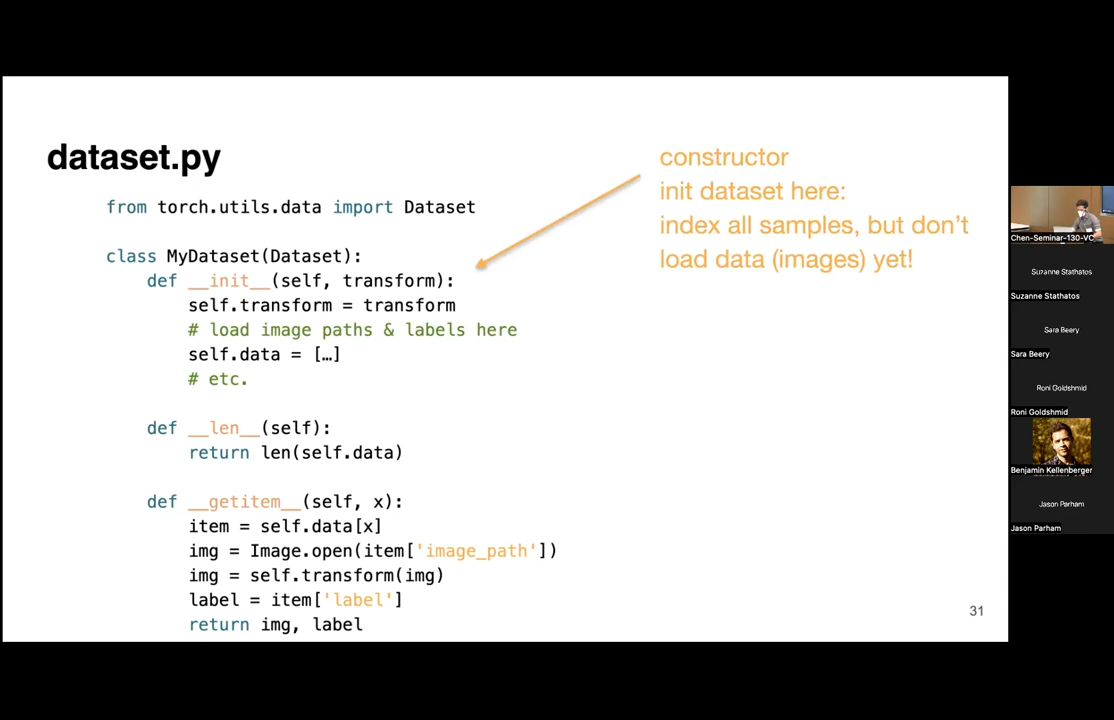 dataset.py
from torch.utils.data import Dataset
class MyDataset(Dataset):
def __init__(self, transform):
self.transform = transform
# load image paths & labels here
self.data = […]
# etc.
def __len__(self):
return len(self.data)
def __getitem__(self, x):
item = self.data[x]
img = Image.open(item['image_path'])
img = self.transform(img)
label = item['label']
return img, label
constructor
init dataset here:
index all samples, but don’t
load data (images) yet!
31
Chen-Seminar-130-VC
Suzanne Stathatos
Suzanne Stathatos
Sara Beery
Sara Beery
Roni Goldshmid
Roni Goldshmid
Benjamin Kellenberger
Jason Parham
Jason Parham